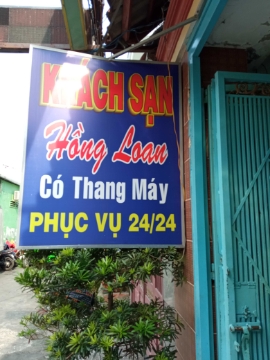 KHÁCH SẠN
Hồng Loan
Có Thang Máy
PHỤC VỤ 24/24